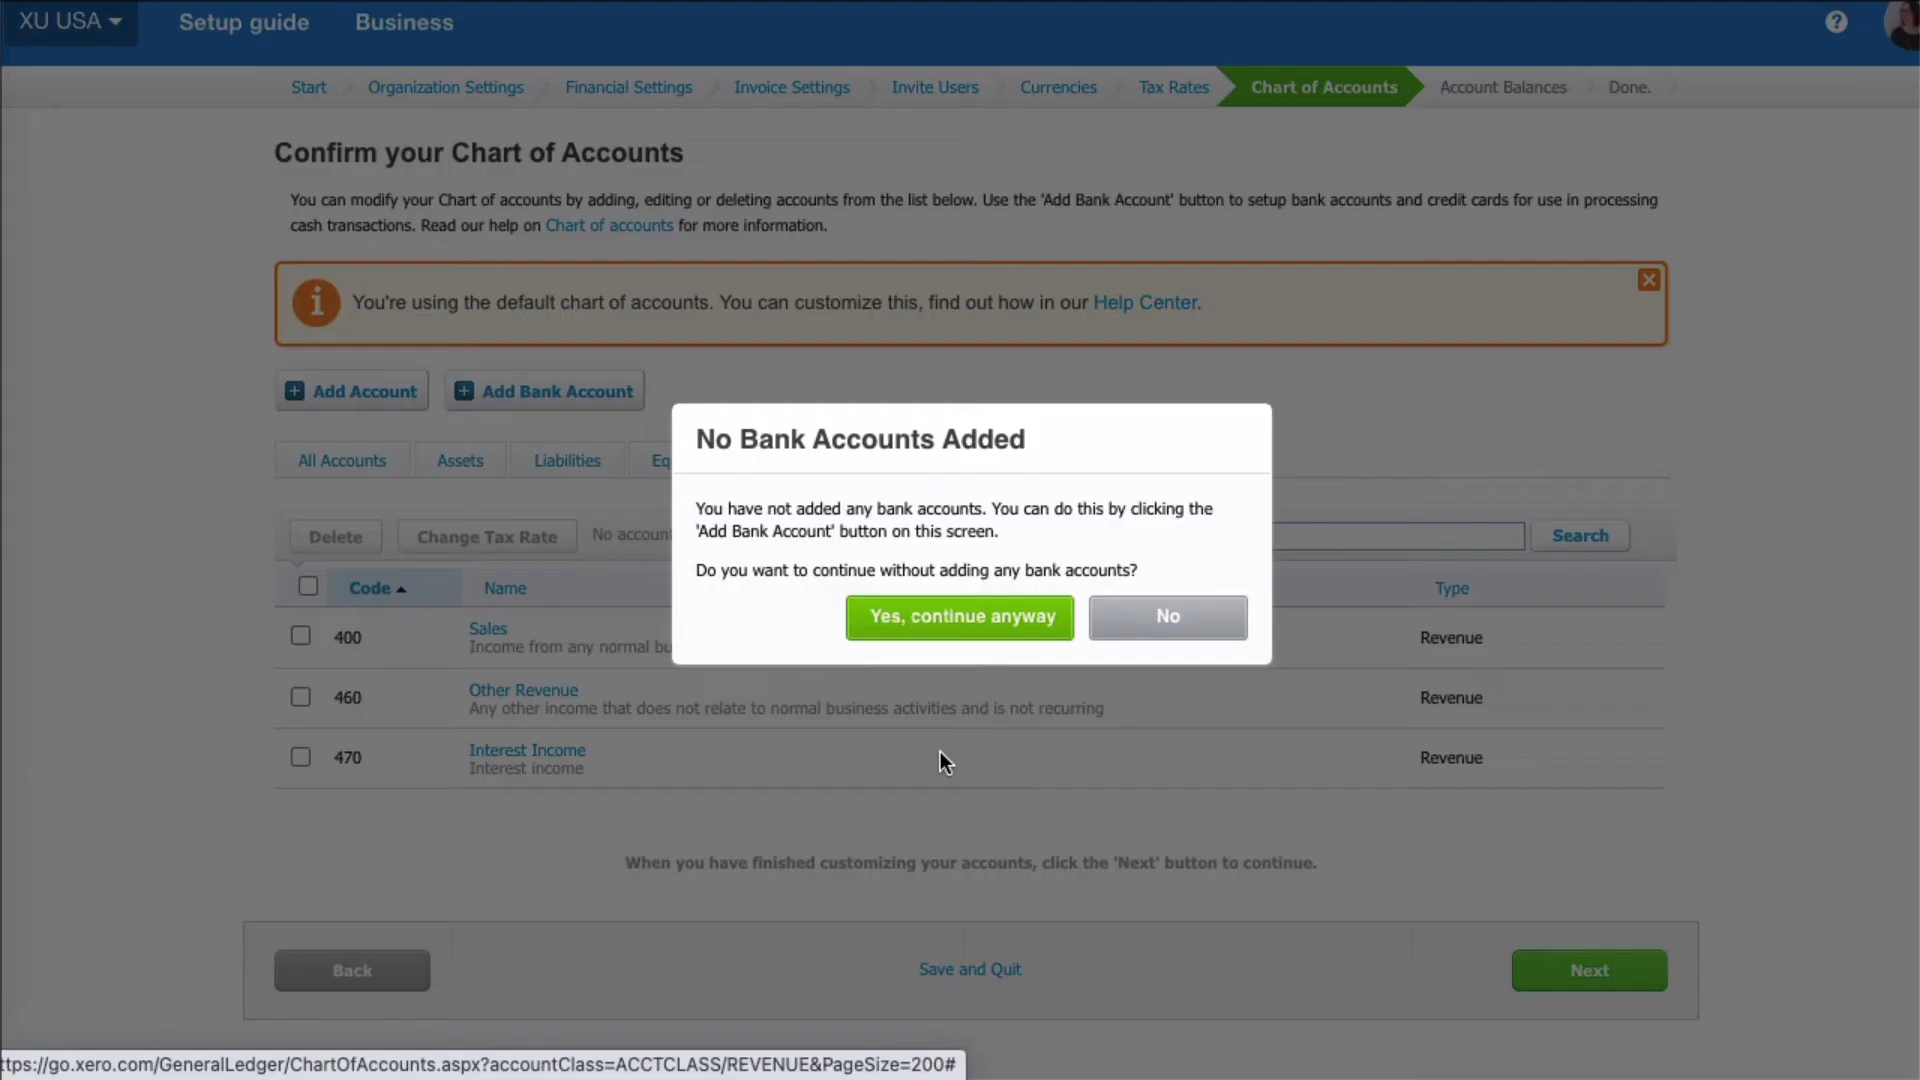 XU USA
Setup guide
Business
Start
Organization Settings
Financial Settings
Invoice Settings
Invite Users
Currencies
Tax Rates
Chart of Accounts
Account Balances
Done.
Confirm your Chart of Accounts
You can modify your Chart of accounts by adding, editing or deleting accounts from the list below. Use the 'Add Bank Account' button to setup bank accounts and credit cards for use in processing
cash transactions. Read our help on Chart of accounts for more information.
You're using the default chart of accounts. You can customize this, find out how in our Help Center.
Add Account
Add Bank Account
All Accounts
Assets
Liabilities
Eq
No Bank Accounts Added
You have not added any bank accounts. You can do this by clicking the
'Add Bank Account' button on this screen.
Do you want to continue without adding any bank accounts?
Yes, continue anyway
No
Delete
Change Tax Rate
No accoun
Search
Code
Name
Type
400
Sales
Income from any normal bu
Revenue
460
Other Revenue
Any other income that does not relate to normal business activities and is not recurring
Revenue
470
Interest Income
Interest income
Revenue
When you have finished customizing your accounts, click the 'Next' button to continue.
Back
Save and Quit
Next
ttps://go.xero.com/GeneralLedger/ChartOfAccounts.aspx?accountClass=ACCTCLASS/REVENUE&PageSize=200#